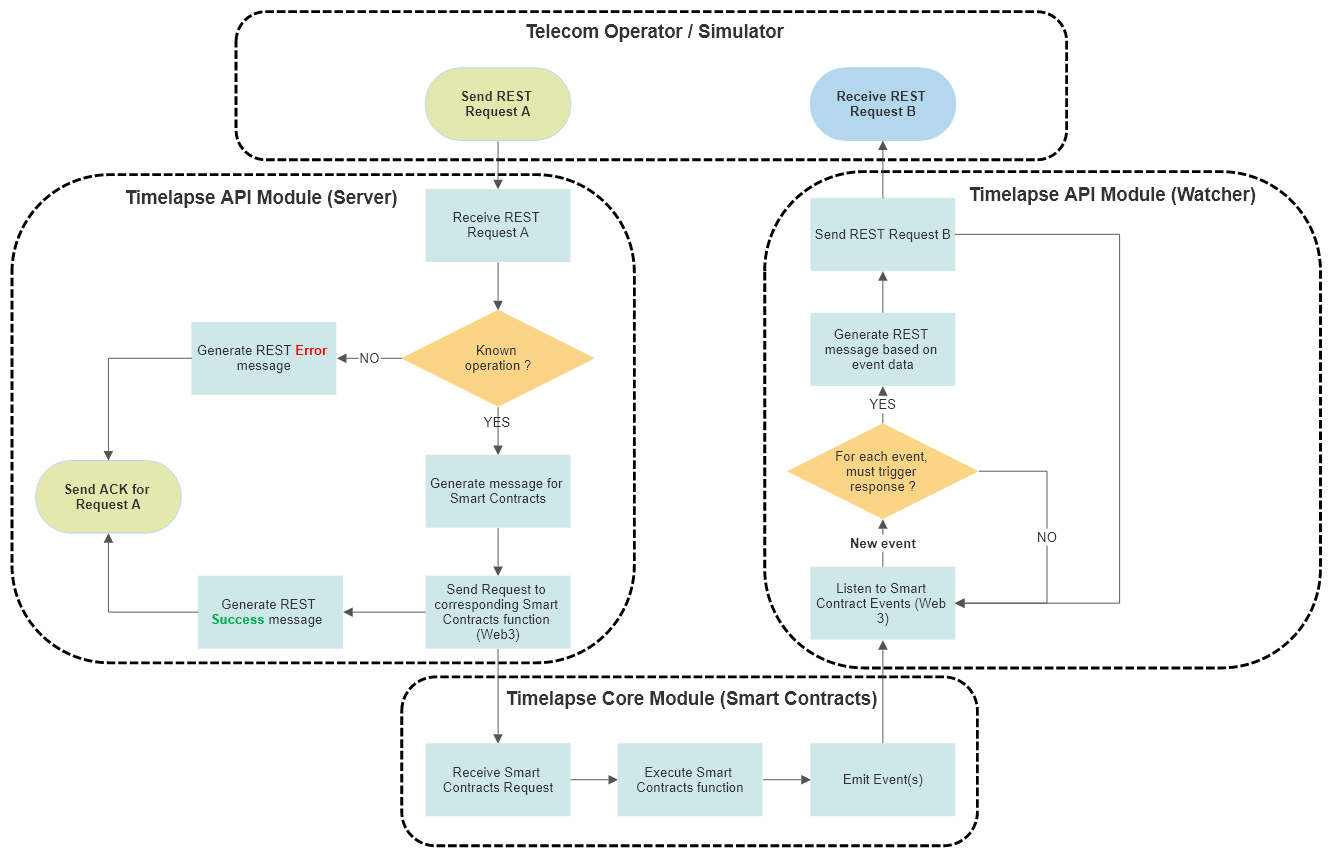 Telecom Operator / Simulator
Send REST
Request A
Receive REST
Request B
Timelapse API Module (Server)
Receive REST
Request A
Known
operation ?
NO
Generate REST Error
message
YES
Send ACK for
Request A
Generate message for
Smart Contracts
Send Request to
corresponding Smart
Contracts function
(Web3)
Generate REST
Success message
Timelapse API Module (Watcher)
Send REST Request B
Generate REST
message based on
event data
YES
For each event,
must trigger
response ?
NO
New event
Listen to Smart
Contract Events (Web
3)
Timelapse Core Module (Smart Contracts)
Receive Smart
Contracts Request
Execute Smart
Contracts function
Emit Event(s)